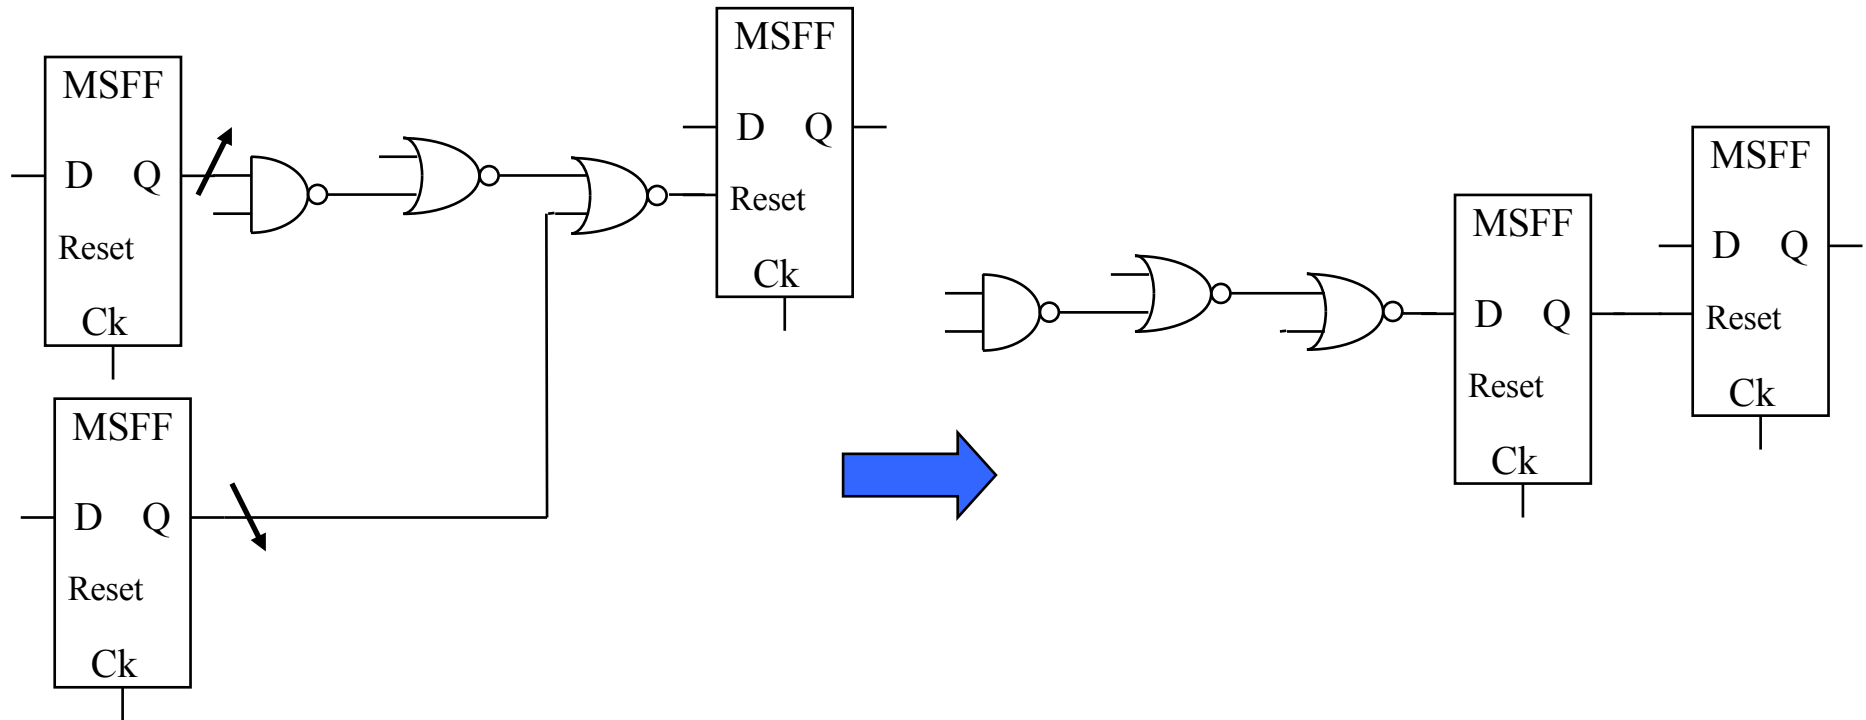 MSFF
D Q
Reset
Ck
MSFF
D Q
Reset
Ck
MSFF
D Q
Reset
Ck
MSFF
D Q
Reset
Ck
MSFF
D Q
Reset
Ck